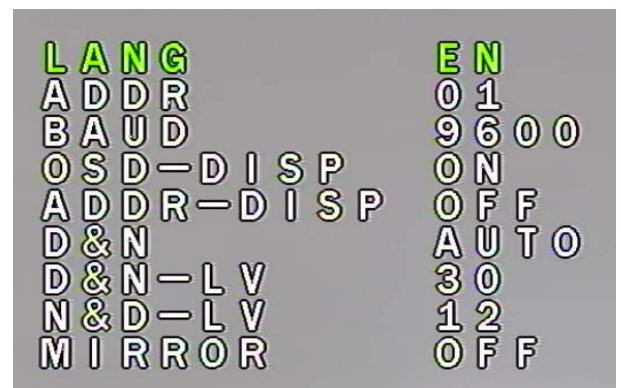 LANG EN
ADDR 01
BAUD 9600
OSD-DISP ON
ADDR-DISP OFF
D&N AUTO
D&N-LV 30
N&D-LV 12
MIRROR OFF